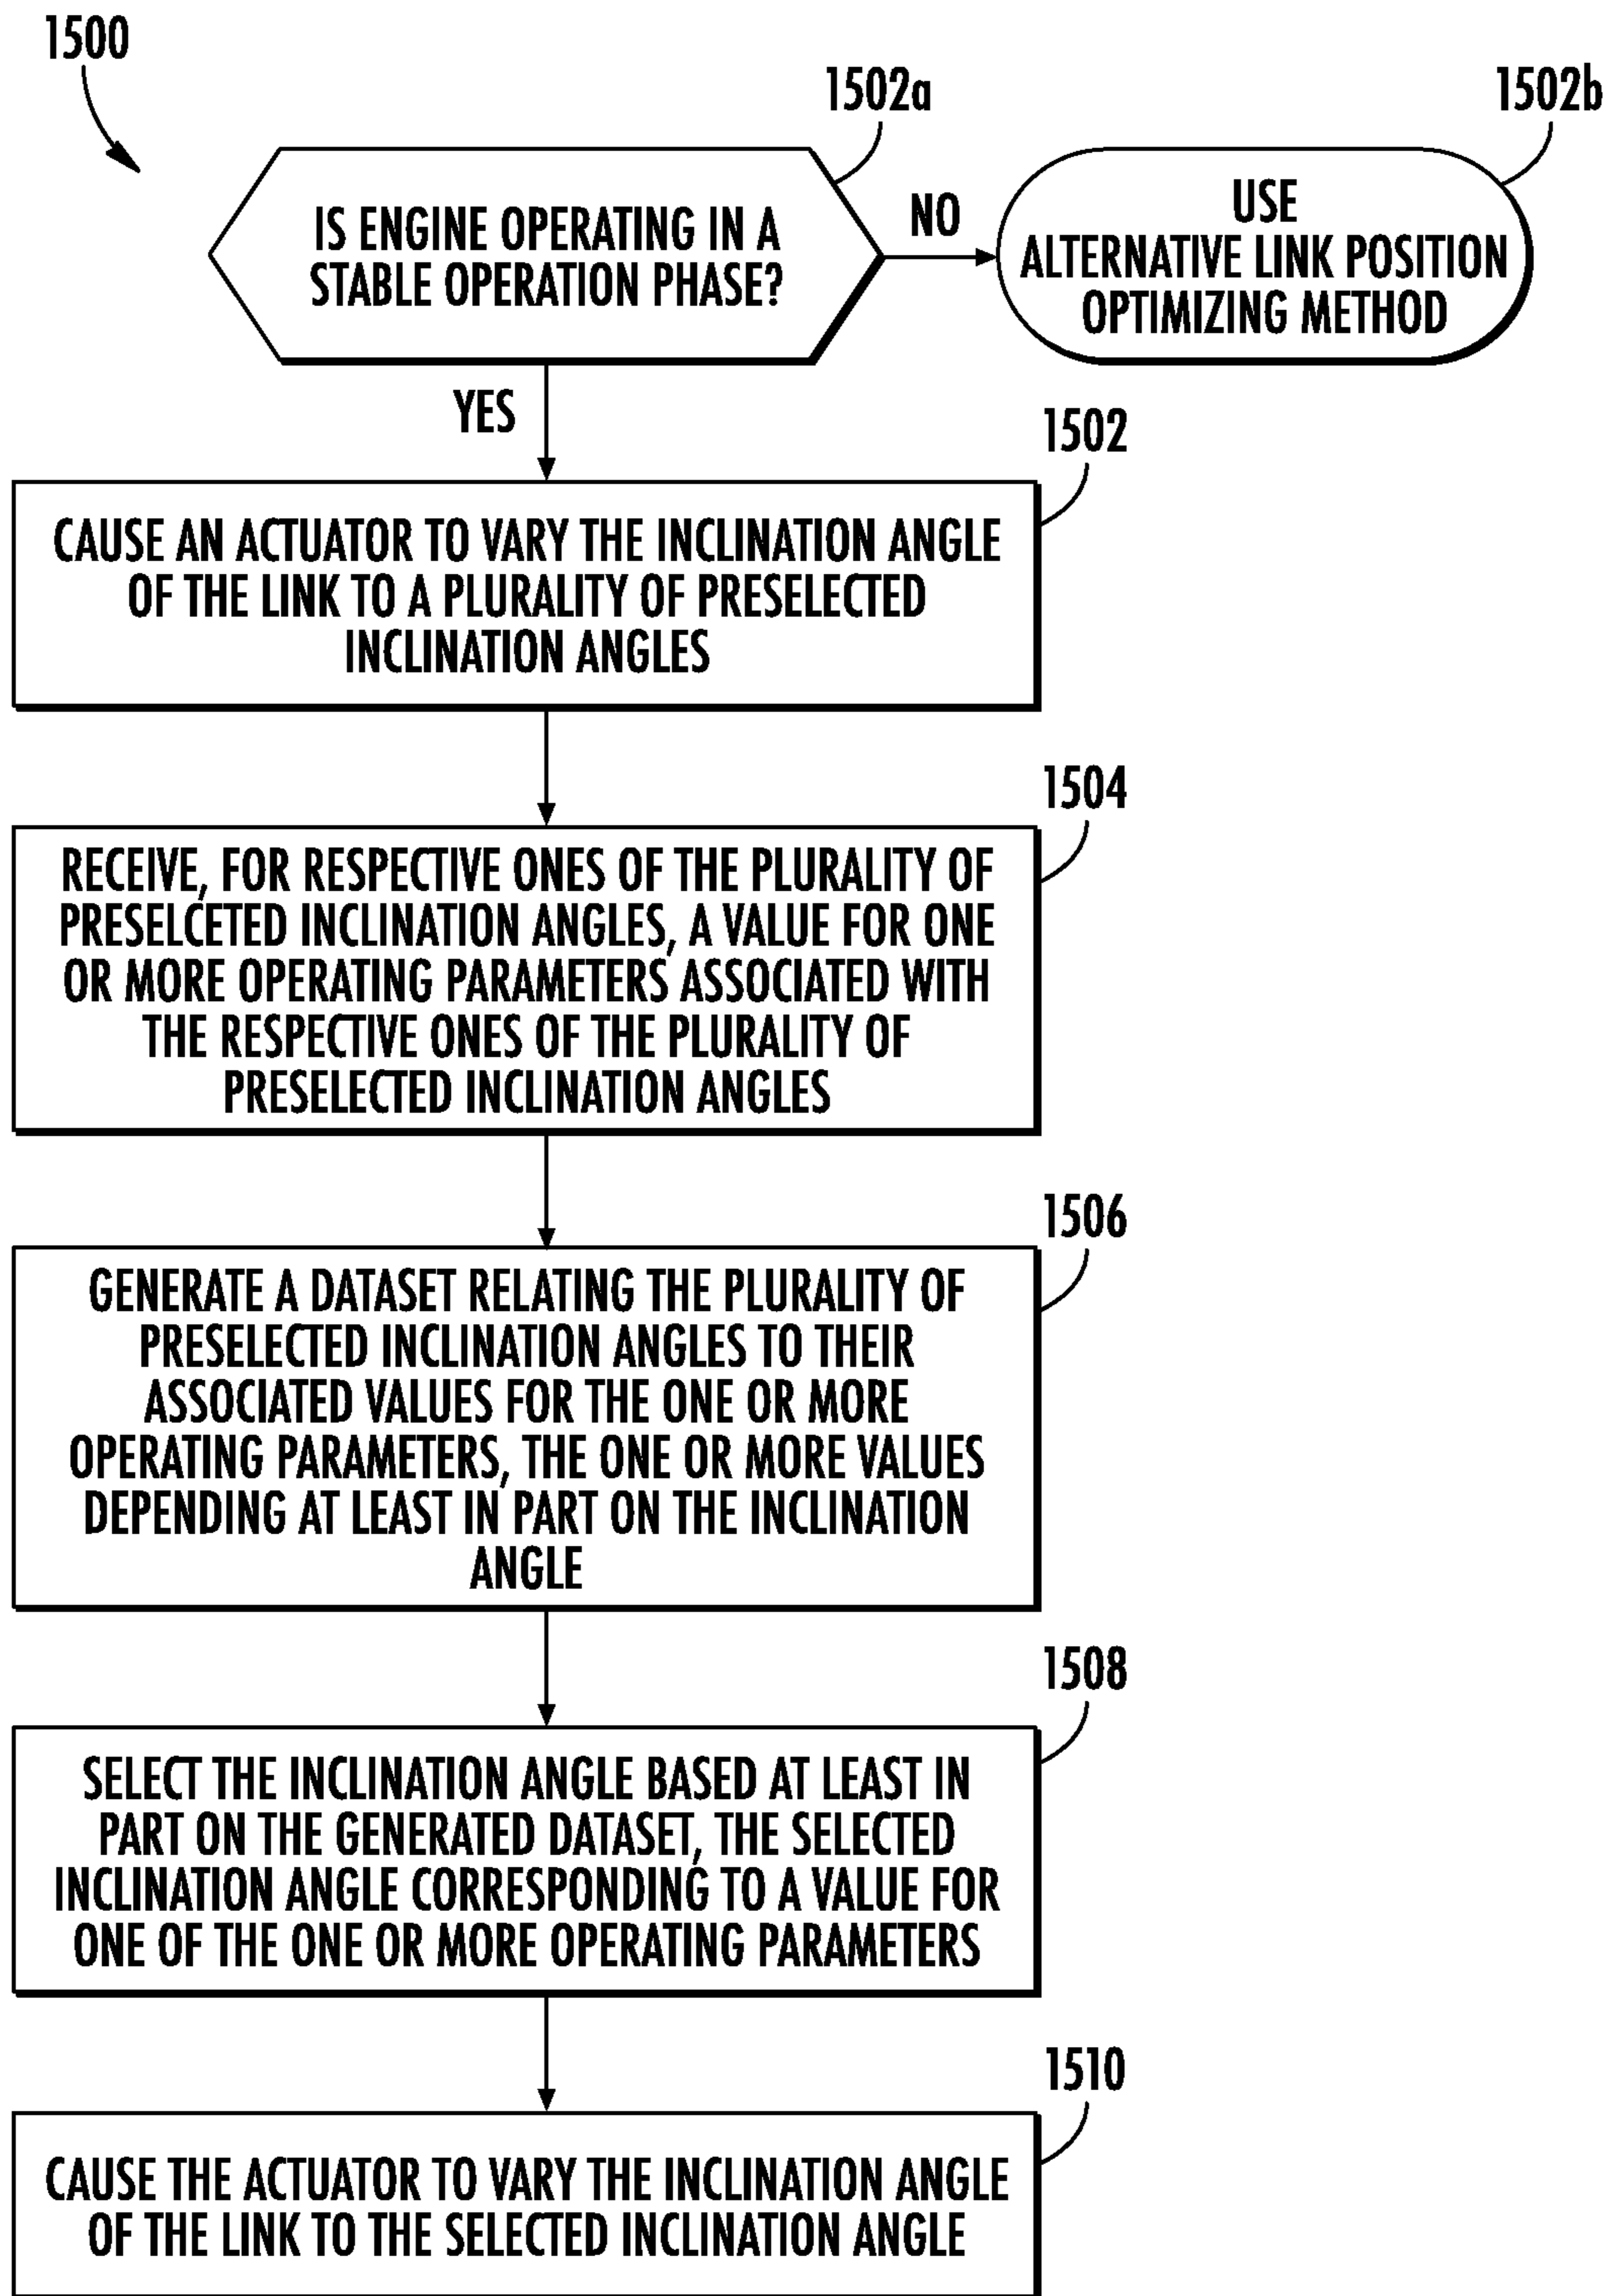 1500
1502a
1502b
IS ENGINE OPERATING IN A
STABLE OPERATION PHASE?
NO
USE
ALTERNATIVE LINK POSITION
OPTIMIZING METHOD
YES
1502
CAUSE AN ACTUATOR TO VARY THE INCLINATION ANGLE
OF THE LINK TO A PLURALITY OF PRESELECTED
INCLINATION ANGLES
1504
RECEIVE, FOR RESPECTIVE ONES OF THE PLURALITY OF
PRESELCETED INCLINATION ANGLES, A VALUE FOR ONE
OR MORE OPERATING PARAMETERS ASSOCIATED WITH
THE RESPECTIVE ONES OF THE PLURALITY OF
PRESELECTED INCLINATION ANGLES
1506
GENERATE A DATASET RELATING THE PLURALITY OF
PRESELECTED INCLINATION ANGLES TO THEIR
ASSOCIATED VALUES FOR THE ONE OR MORE
OPERATING PARAMETERS, THE ONE OR MORE VALUES
DEPENDING AT LEAST IN PART ON THE INCLINATION
ANGLE
1508
SELECT THE INCLINATION ANGLE BASED AT LEAST IN
PART ON THE GENERATED DATASET, THE SELECTED
INCLINATION ANGLE CORRESPONDING TO A VALUE FOR
ONE OF THE ONE OR MORE OPERATING PARAMETERS
1510
CAUSE THE ACTUATOR TO VARY THE INCLINATION ANGLE
OF THE LINK TO THE SELECTED INCLINATION ANGLE